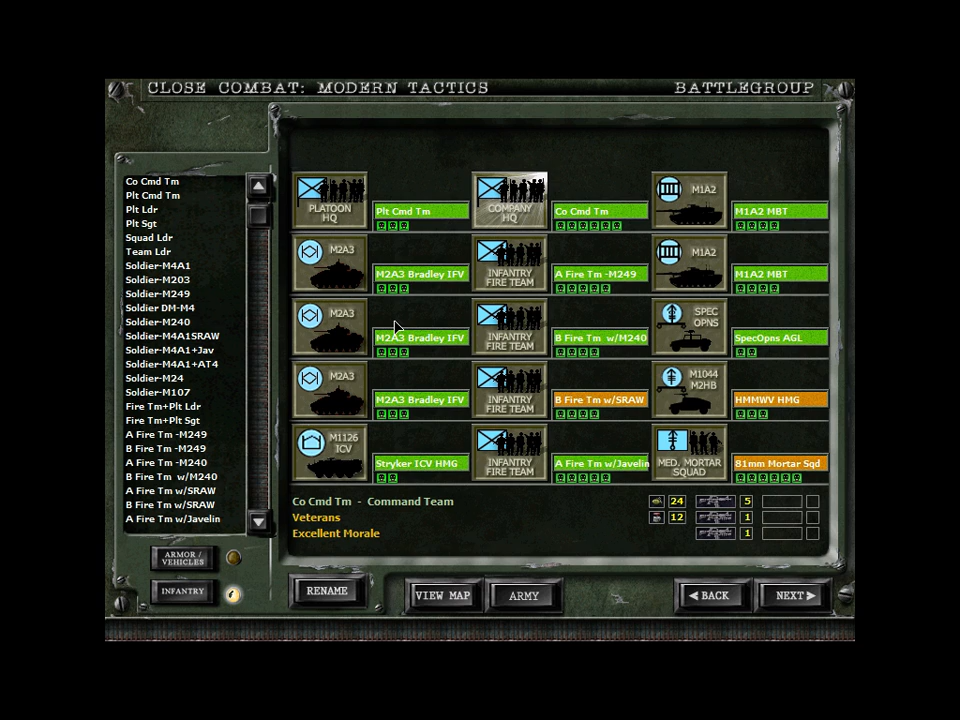 CLOSE COMBAT: MODERN TACTICS
BATTLEGROUP
Co Cmd Tm
Plt Cmd Tm
Plt Ldr
Plt Sgt
Squad Ldr
Team Ldr
Soldier-M4A1
Soldier-M203
Soldier-M249
Soldier DM-M4
Soldier-M240
Soldier-M4A1SRAW
Soldier-M4A1+Jav
Soldier-M4A1+AT4
Soldier-M24
Soldier-M107
Fire Tm+Plt Ldr
Fire Tm+Plt Sgt
A Fire Tm -M249
B Fire Tm -M249
A Fire Tm -M240
B Fire Tm w/M240
A Fire Tm w/SRAW
B Fire Tm w/SRAW
A Fire Tm w/Javelin
ARMOR /
VEHICLES
INFANTRY
PLATOON
HQ
Plt Cmd Tm
COMPANY
HQ
Co Cmd Tm
M1A2
M1A2 MBT
M2A3
M2A3 Bradley IFV
INFANTRY
FIRE TEAM
A Fire Tm -M249
M1A2
M1A2 MBT
M2A3
M2A3 Bradley IFV
INFANTRY
FIRE TEAM
B Fire Tm w/M240
SPEC
OPNS
SpecOpns AGL
M2A3
M2A3 Bradley IFV
INFANTRY
FIRE TEAM
B Fire Tm w/SRAW
M1044
M2HB
HMMWV HMG
M1126
ICV
Stryker ICV HMG
INFANTRY
FIRE TEAM
A Fire Tm w/Javelin
MED. MORTAR
SQUAD
81mm Mortar Sqd
Co Cmd Tm - Command Team
24 5
Veterans
12 1
Excellent Morale
1
RENAME
VIEW MAP
ARMY
BACK
NEXT